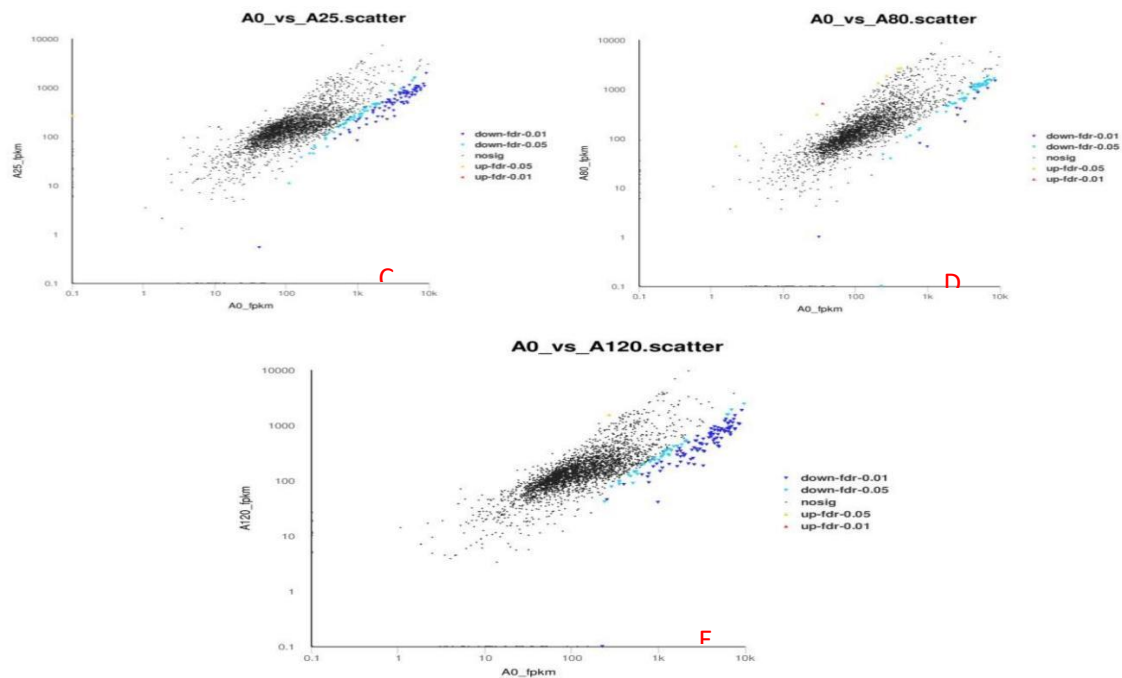 A0_vs_A25.scatter
10000
1000
100
10
1
0.1
A25_fpkm
0.1 1 10 100 1k 10k
A0_fpkm
down-fdr-0.01
down-fdr-0.05
nosig
up-fdr-0.05
up-fdr-0.01
C
A0_vs_A80.scatter
10000
1000
100
10
1
0.1
A80_fpkm
0.1 1 10 100 1k 10k
A0_fpkm
down-fdr-0.01
down-fdr-0.05
nosig
up-fdr-0.05
up-fdr-0.01
D
A0_vs_A120.scatter
10000
1000
100
10
1
0.1
A120_fpkm
0.1 1 10 100 1k 10k
A0_fpkm
down-fdr-0.01
down-fdr-0.05
nosig
up-fdr-0.05
up-fdr-0.01